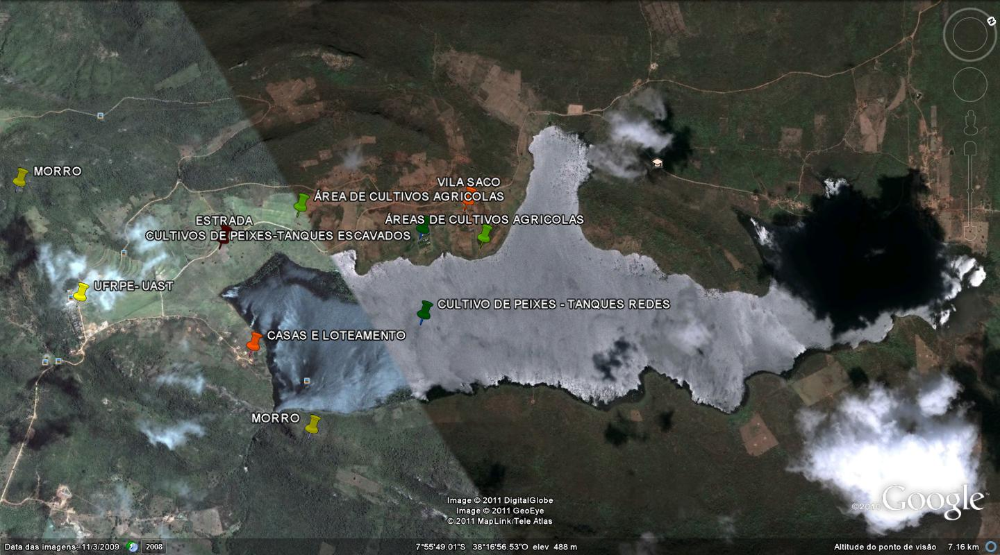 MORRO
VILA SACO
ÁREA DE CULTIVOS AGRICOLAS
ESTRADA
ÁREAS DE CULTIVOS AGRICOLAS
CULTIVOS DE PEIXES-TANQUES ESCAVADOS
UFRPE- UAST
CULTIVO DE PEIXES - TANQUES REDES
CASAS E LOTEAMENTO
MORRO
Image © 2011 DigitalGlobe
Image © 2011 GeoEye
© 2011 MapLink/Tele Atlas
©2010 Google™
Data das imagens: 11/3/2009 2008 7°55'49.01"S 38°16'56.53"O elev 488 m Altitude do ponto de visão 7.16 km